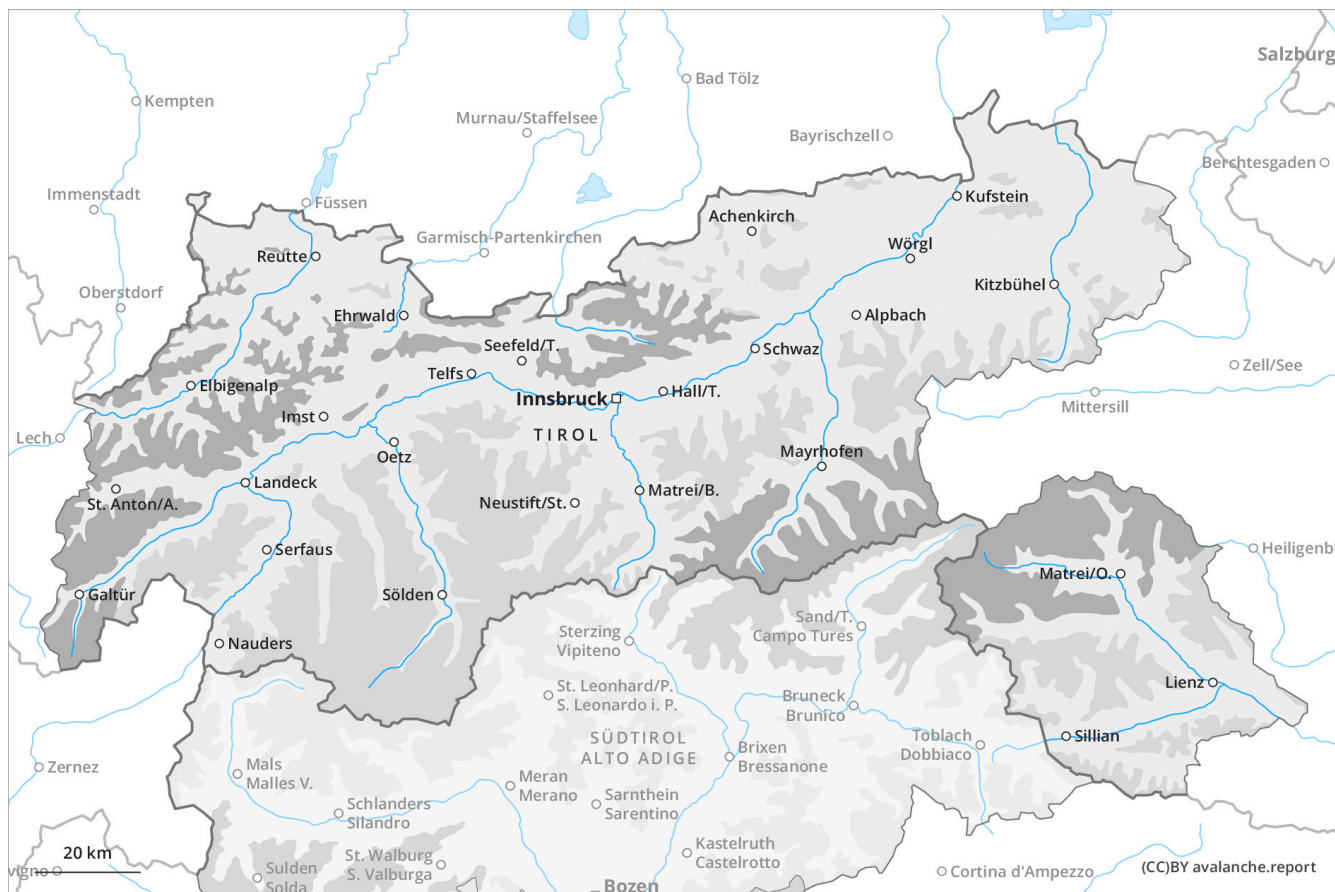 Salzburg
Kempten
Bad Tölz
Murnau/Staffelsee
Bayrischzell
Berchtesgaden
Immenstadt
Füssen
Kufstein
Achenkirch
Garmisch-Partenkirchen
Wörgl
Reutte
Oberstdorf
Kitzbühel
Ehrwald
Alpbach
Seefeld/T.
Schwaz
Zell/See
Telfs
Elbigenalp
Hall/T.
Innsbruck
Mittersill
Imst
Lech
TIROL
Oetz
Mayrhofen
Landeck
Matrei/B.
St. Anton/A.
Neustift/St.
Serfaus
Heiligenb
Matrei/O.
Galtür
Sölden
Sand/T.
Campo Tures
Sterzing
Vipiteno
Nauders
Lienz
St. Leonhard/P.
S. Leonardo i. P.
Bruneck
Brunico
Toblach
Dobbiaco
Sillian
SÜDTIROL
ALTO ADIGE
Brixen
Bressanone
Zernez
Mals
Malles V.
Meran
Merano
Schlanders
Silandro
Sarnthein
Sarentino
Kastelruth
Castelrotto
20 km
St. Walburg
S. Valburga
vigno
Sulden
Solda
Cortina d'Ampezzo
(CC)BY avalanche.report
Bozen